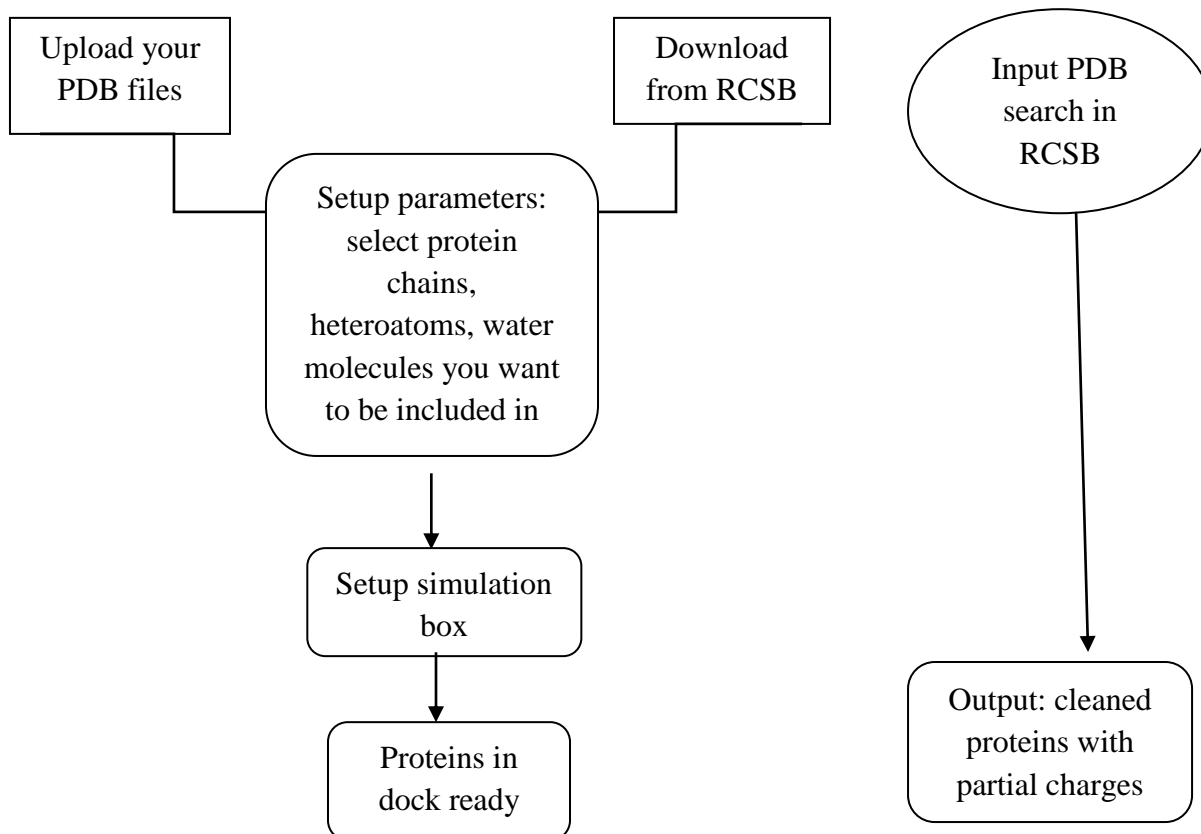 Upload your
PDB files
Download
from RCSB
Input PDB
search in
RCSB
Setup parameters:
select protein
chains,
heteroatoms, water
molecules you want
to be included in
Setup simulation
box
Output: cleaned
proteins with
partial charges
Proteins in
dock ready